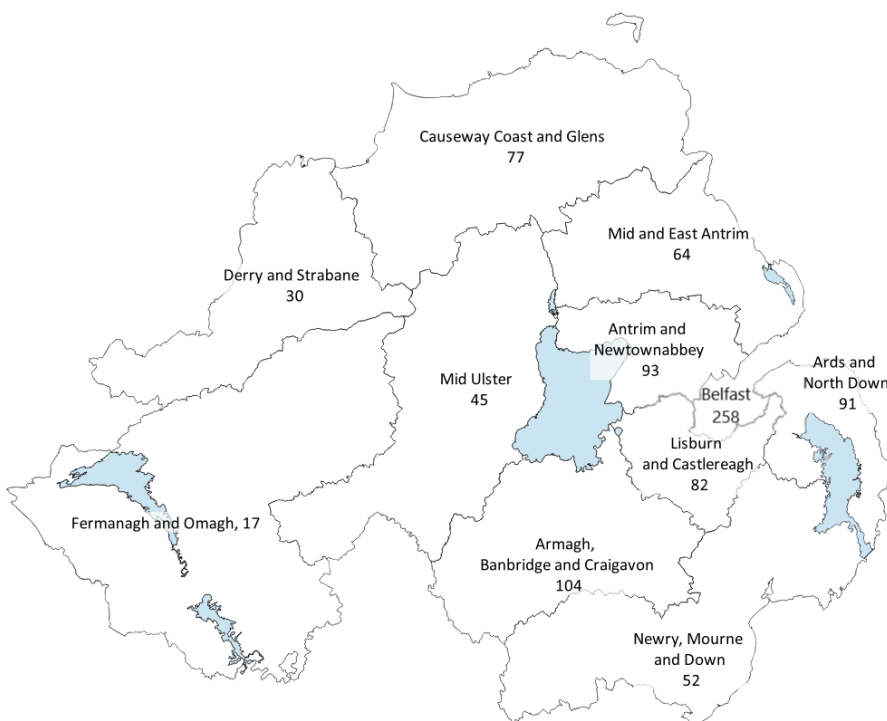 Causeway Coast and Glens
77
Mid and East Antrim
64
Derry and Strabane
30
Antrim and
Newtownabbey
93
Ards and
North Down
91
Mid Ulster
45
Belfast
258
Lisburn
and Castlereagh
82
Fermanagh and Omagh, 17
Armagh,
Banbridge and Craigavon
104
Newry, Mourne
and Down
52